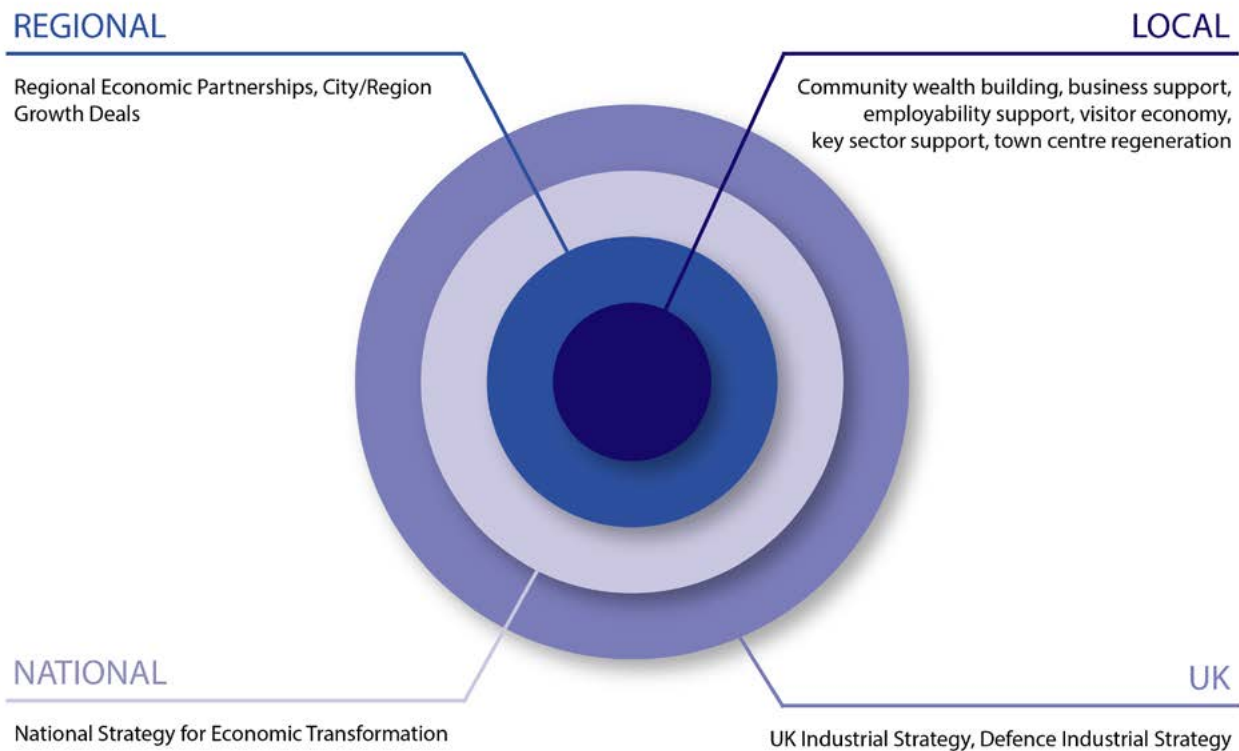 REGIONAL
Regional Economic Partnerships, City/Region
Growth Deals
LOCAL
Community wealth building, business support,
employability support, visitor economy,
key sector support, town centre regeneration
NATIONAL
National Strategy for Economic Transformation
UK
UK Industrial Strategy, Defence Industrial Strategy